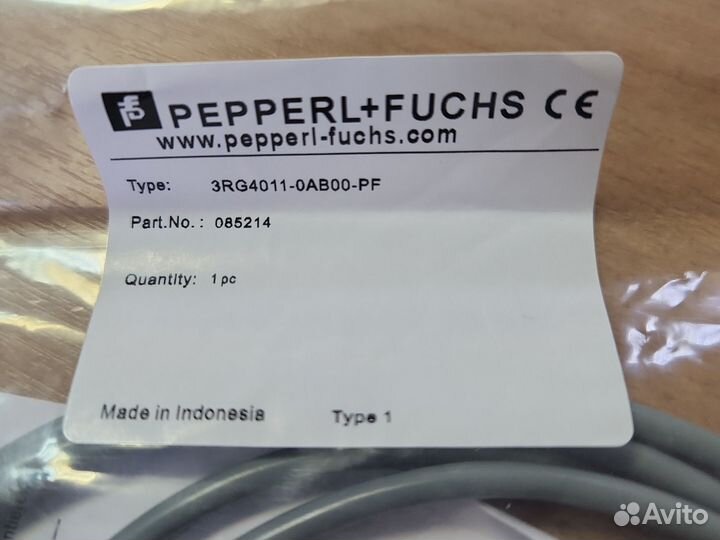 PEPPERL+FUCHS CE
www.pepperl-fuchs.com
Type: 3RG4011-0AB00-PF
Part.No.: 085214
Quantity: 1 pc
Made in Indonesia Type 1
Avito